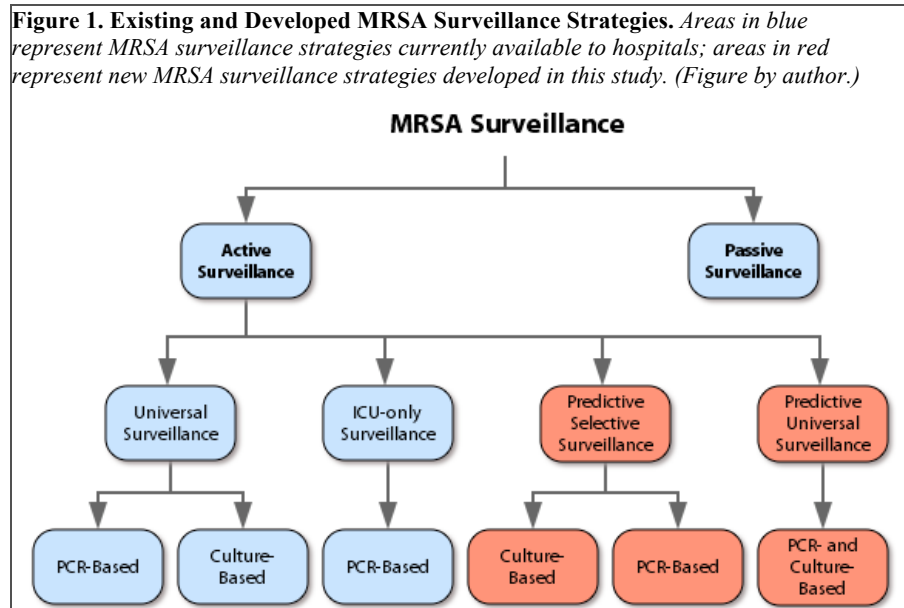 Figure 1. Existing and Developed MRSA Surveillance Strategies. Areas in blue
represent MRSA surveillance strategies currently available to hospitals; areas in red
represent new MRSA surveillance strategies developed in this study. (Figure by author.)
MRSA Surveillance
Active
Surveillance
Passive
Surveillance
Universal
Surveillance
ICU-only
Surveillance
Predictive
Selective
Surveillance
Predictive
Universal
Surveillance
PCR-Based
Culture-
Based
PCR-Based
Culture-
Based
PCR-Based
PCR- and
Culture-
Based